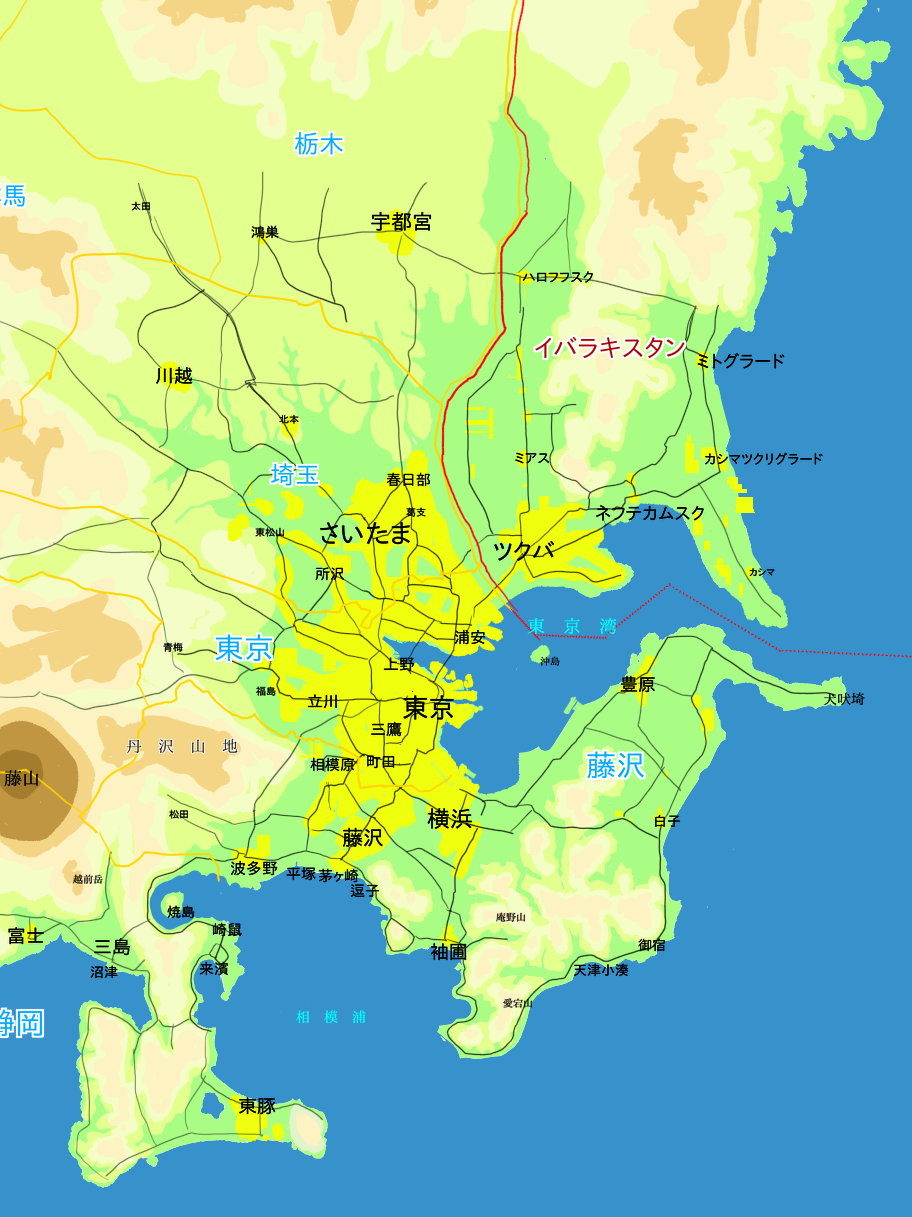 栃木
馬
太田
宇都宮
鴻巣
ハロフフスク
イバラキスタン
ミトグラード
川越
北本
ミアス
カシマツクリグラード
埼玉
春日部
葛支
ネフテカムスク
東松山
さいたま
ツクバ
所沢
カシマ
東京湾
浦安
青梅
東京
上野
沖島
福島
立川
東京
豊原
犬吠埼
三鷹
丹沢山地
相模原
町田
藤沢
藤山
松田
横浜
白子
藤沢
波多野
平塚
茅ヶ崎
越前岳
逗子
焼島
庵野山
崎鼠
富士
三島
袖圃
御宿
沼津
来濱
天津小湊
愛宕山
静岡
相模浦
東豚